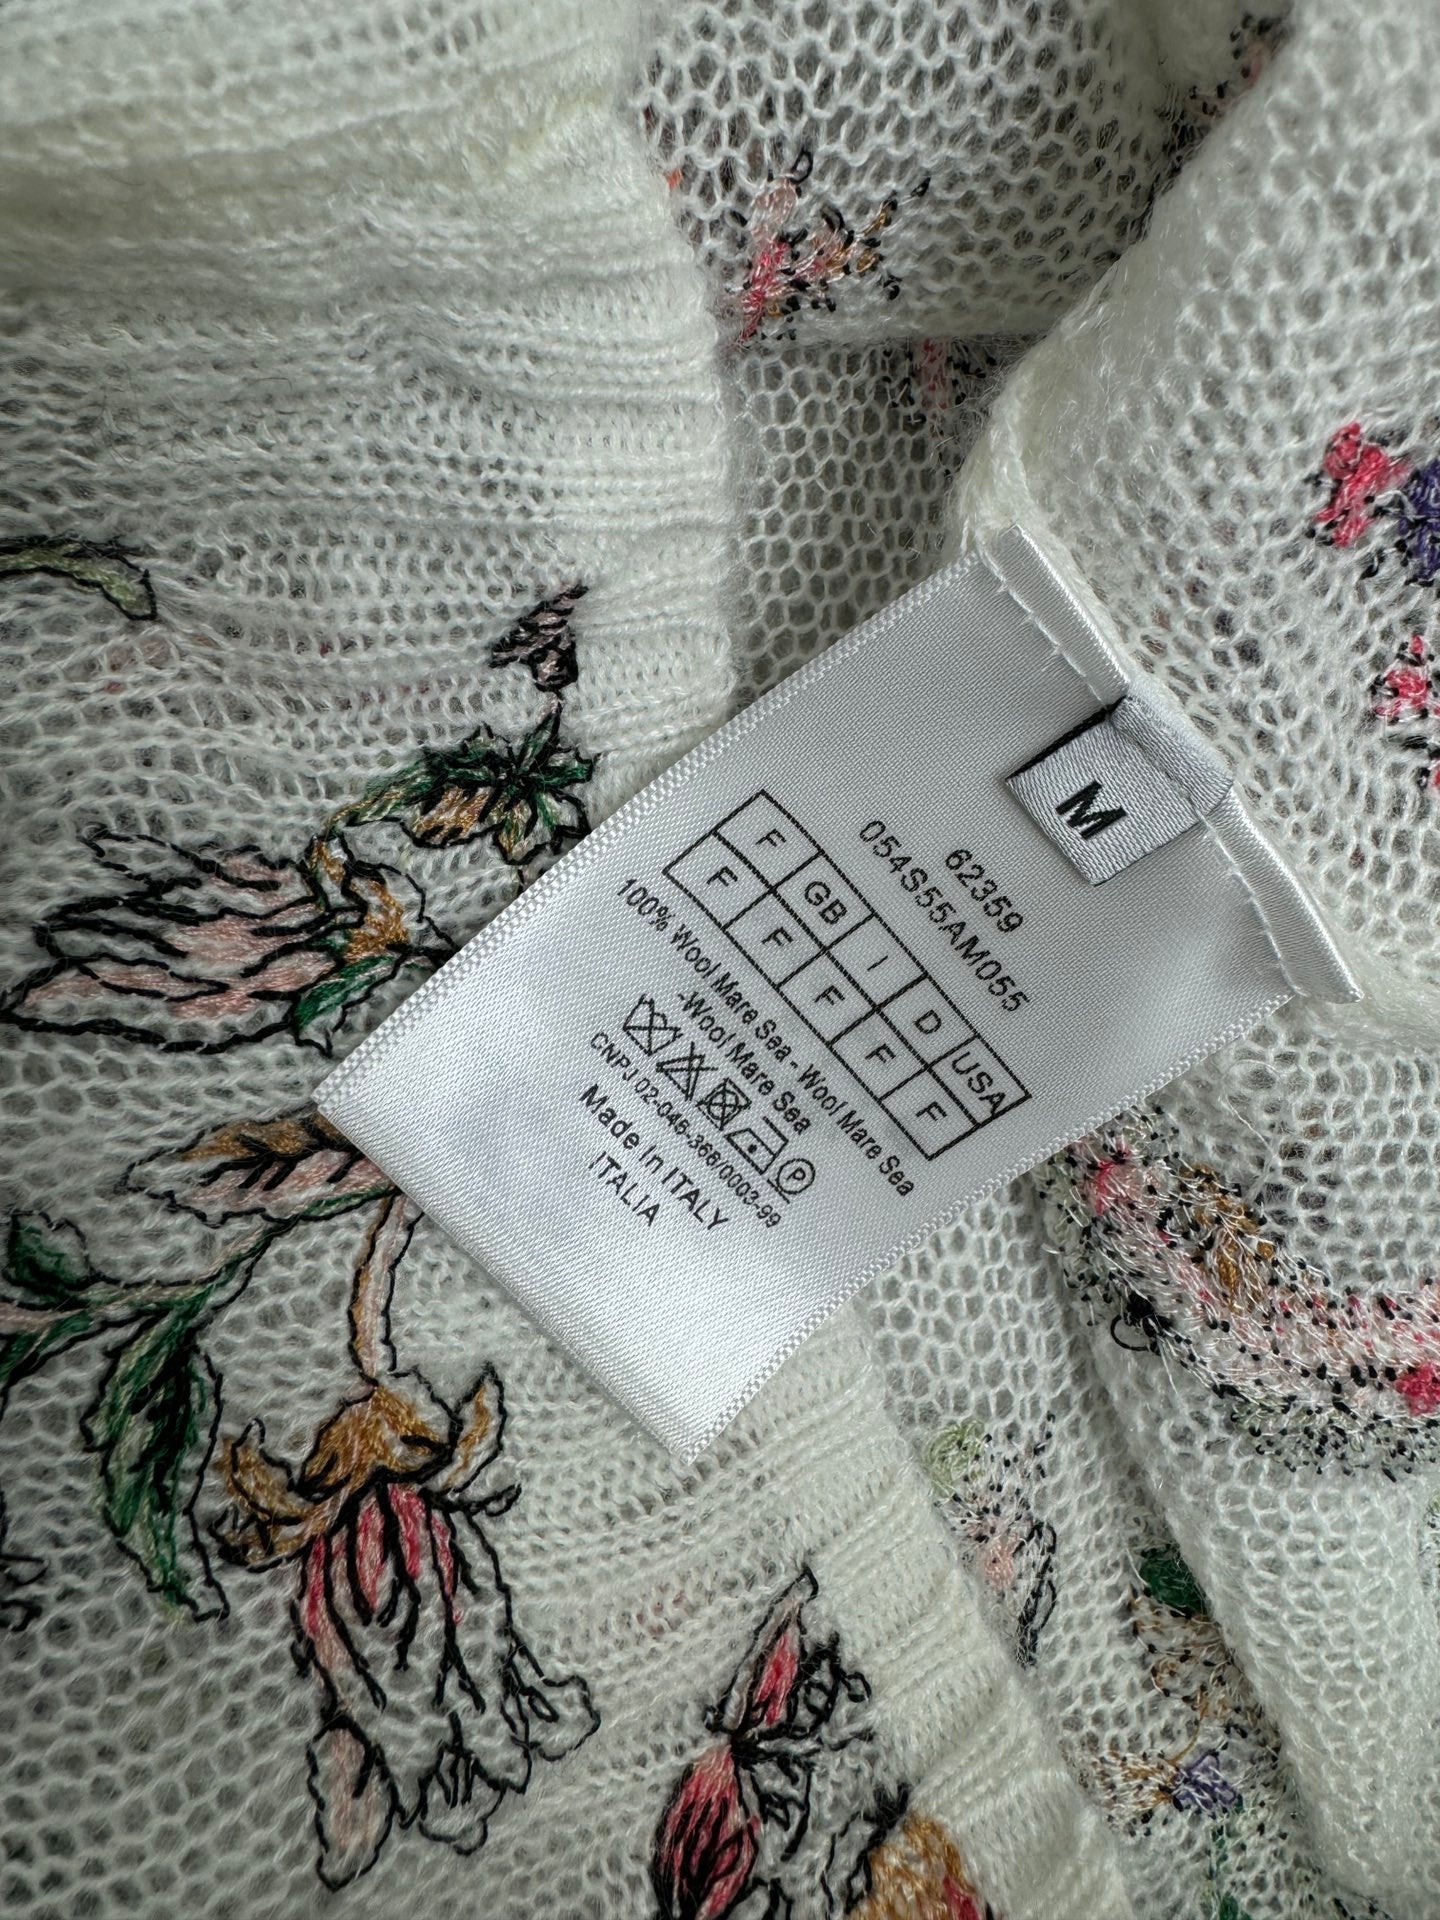 M
62359
054S55AM055
F GB I D USA
F F F F F
100% Wool Mare Sea - Wool Mare Sea
-Wool Mare Sea
P
CNPJ 02-046-366/0003-99
Made In ITALY
ITALIA